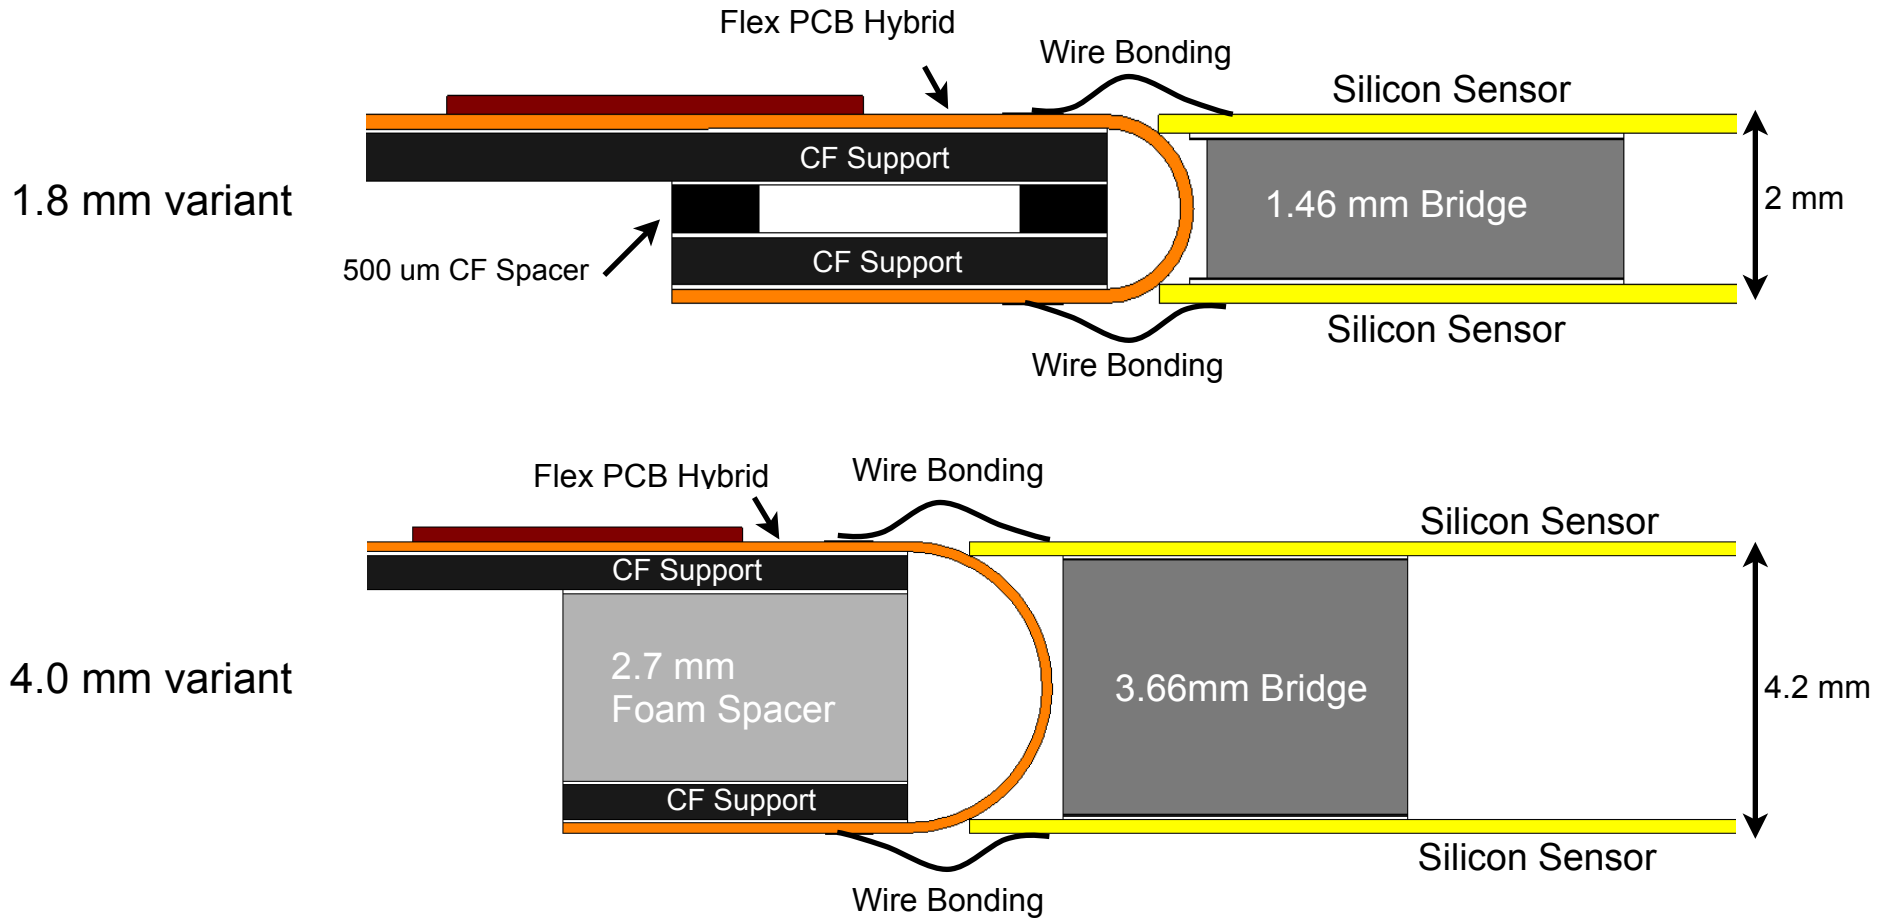 Flex PCB Hybrid
Wire Bonding
Silicon Sensor
CF Support
1.8 mm variant
1.46 mm Bridge
2 mm
500 um CF Spacer
CF Support
Silicon Sensor
Wire Bonding
Flex PCB Hybrid
Wire Bonding
Silicon Sensor
CF Support
2.7 mm
Foam Spacer
4.0 mm variant
3.66mm Bridge
4.2 mm
CF Support
Silicon Sensor
Wire Bonding